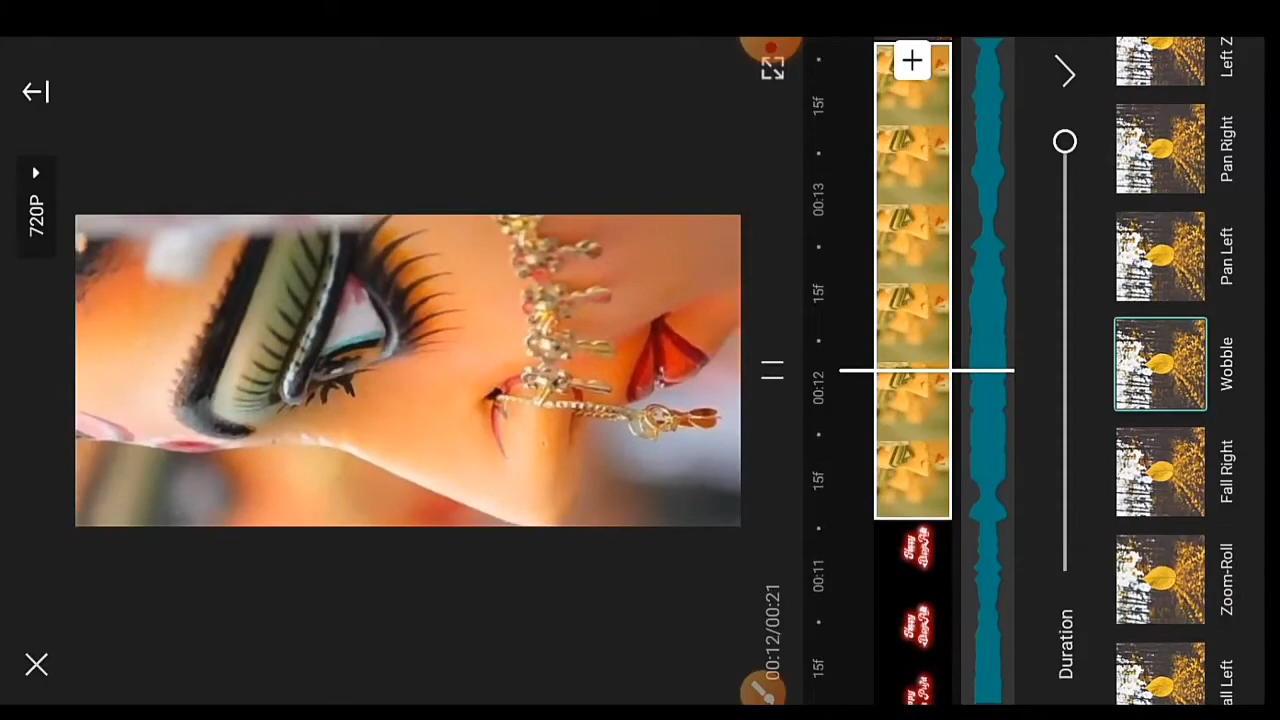 720P
00:12/00:21
15f
00:11
15f
00:12
15f
00:13
15f
Duration
all Left
Zoom-Roll
Fall Right
Wobble
Pan Left
Pan Right
Left Z